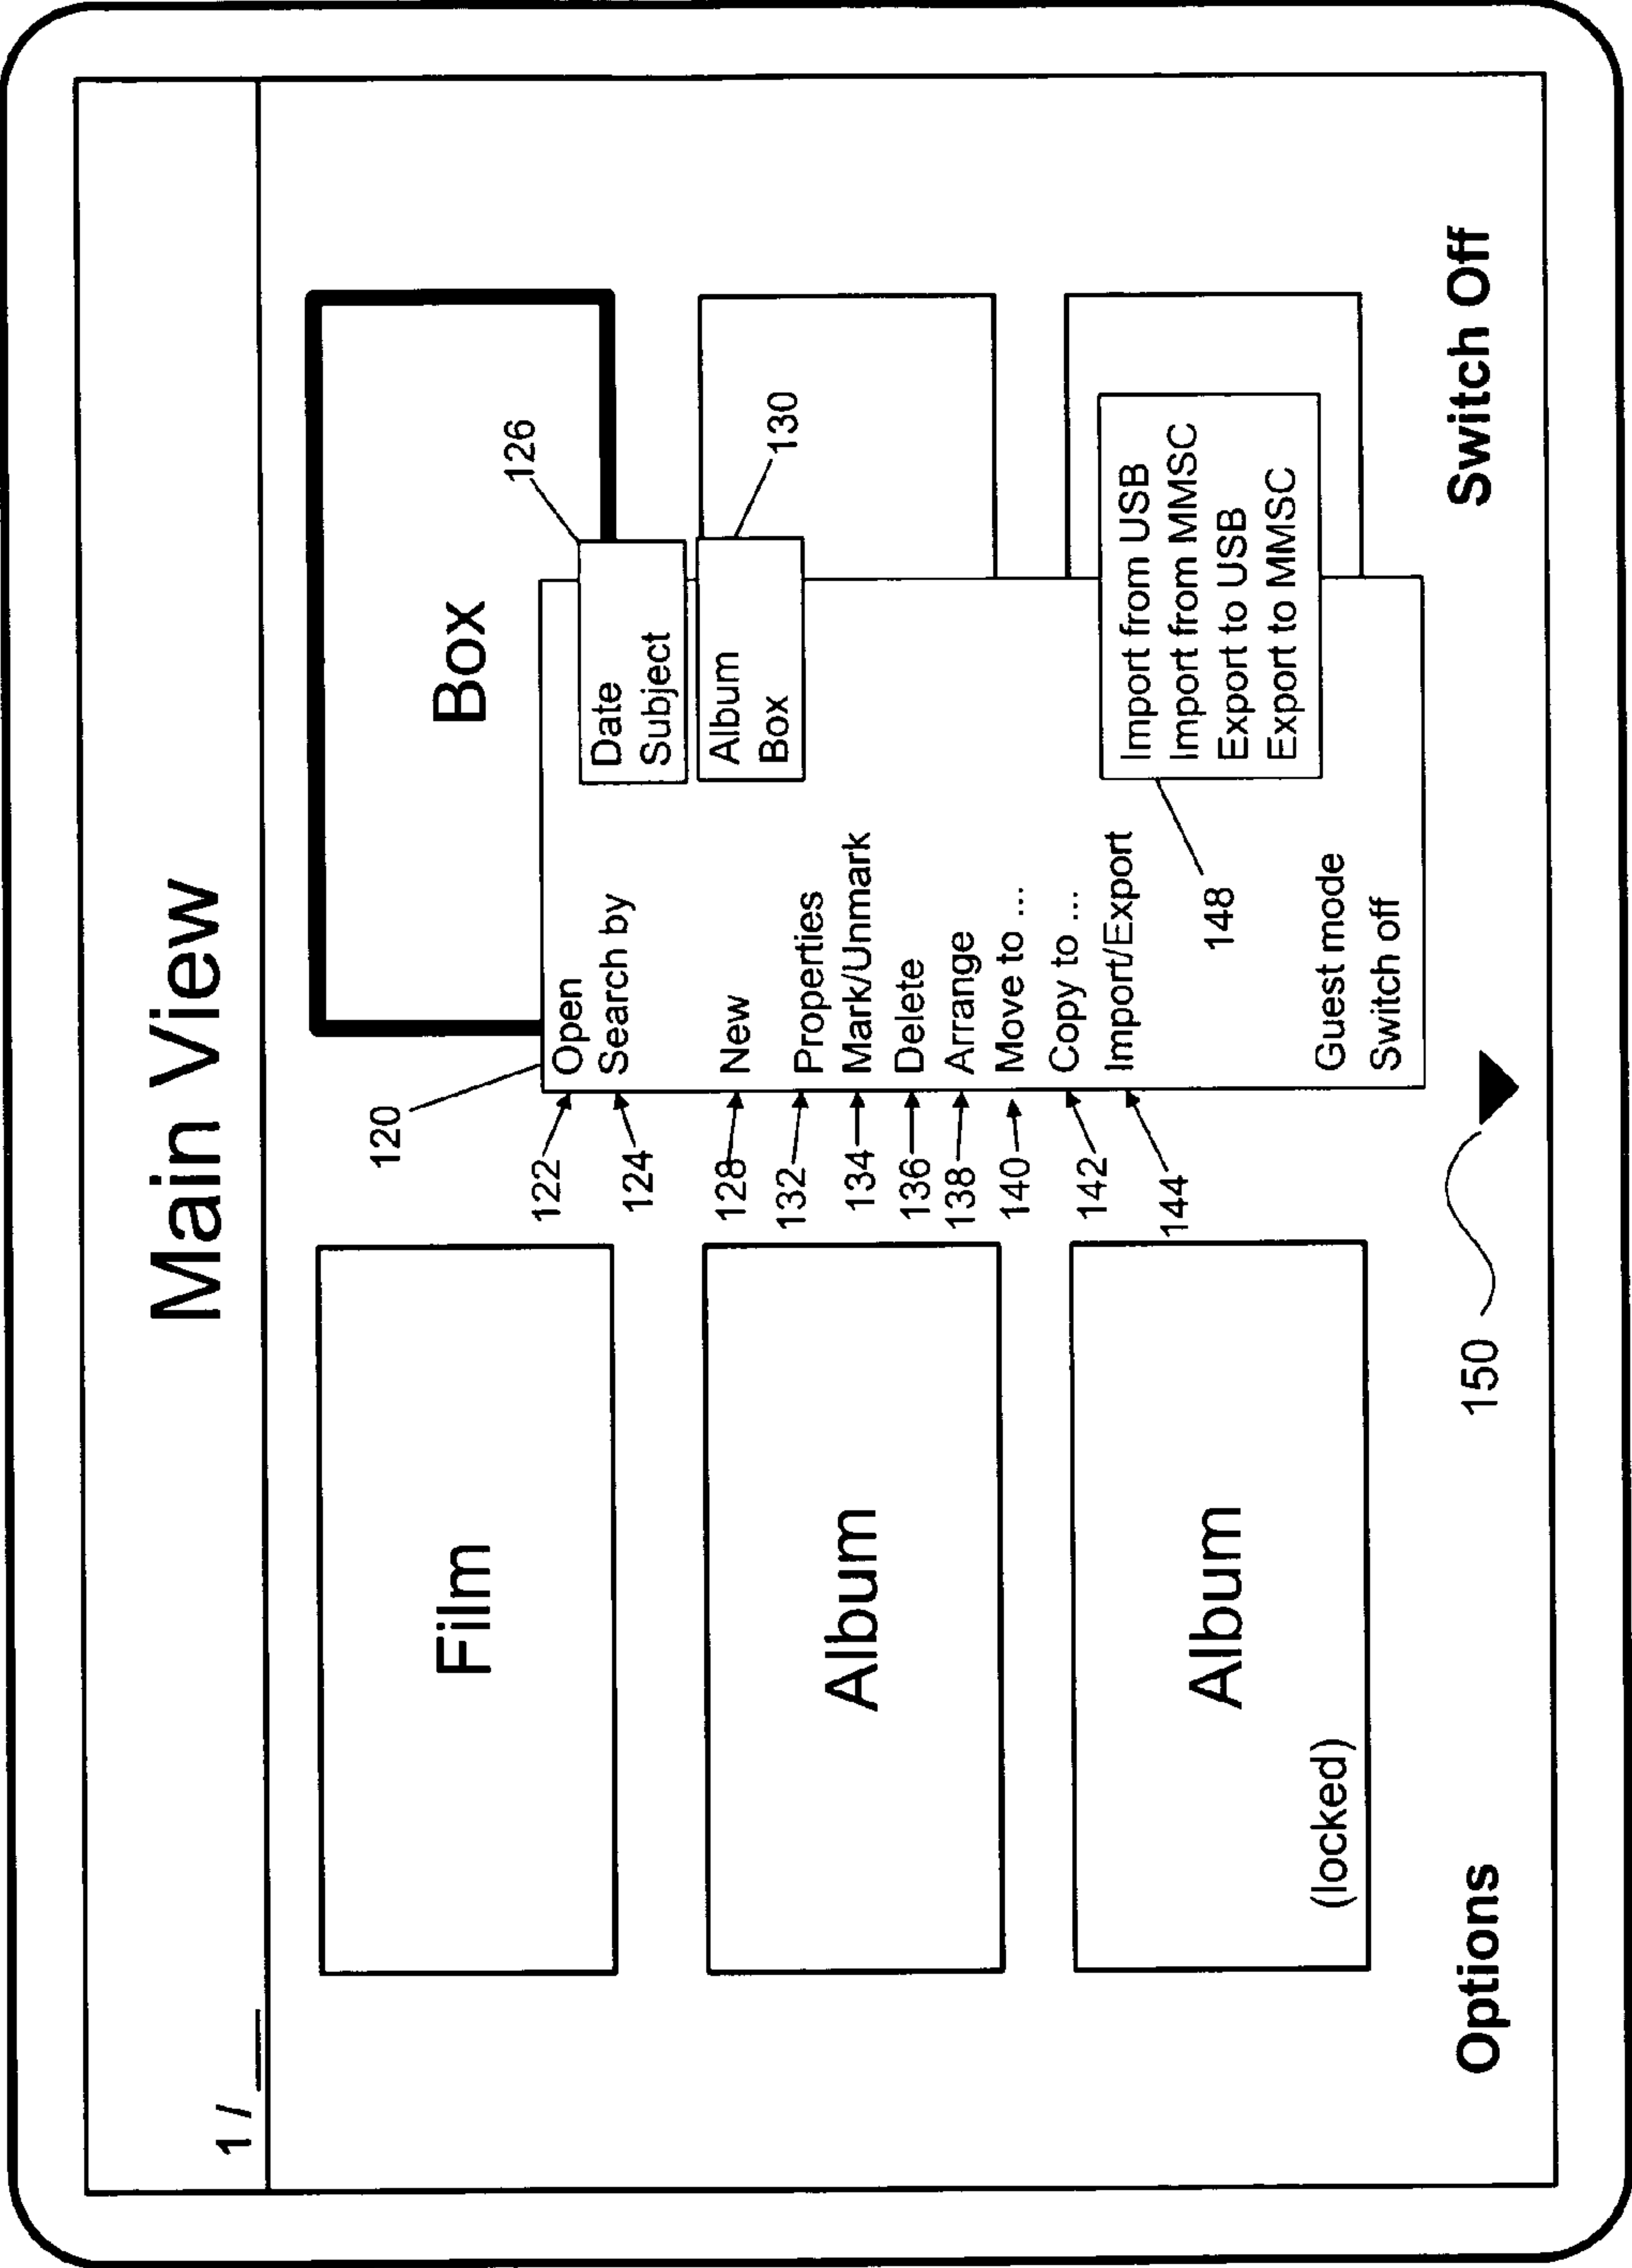 Main View
1 / __
Film
Box
120
126
122
Open
Date
124
Search by
Subject
130
128
New
Album
Box
132
Properties
134
Mark/Unmark
Album
136
Delete
138
Arrange
140
Move to ...
142
Copy to ...
144
Import/Export
Import from USB
Import from MMSC
Export to USB
Export to MMSC
148
Album
(locked)
Guest mode
Switch off
Options
150
Switch Off